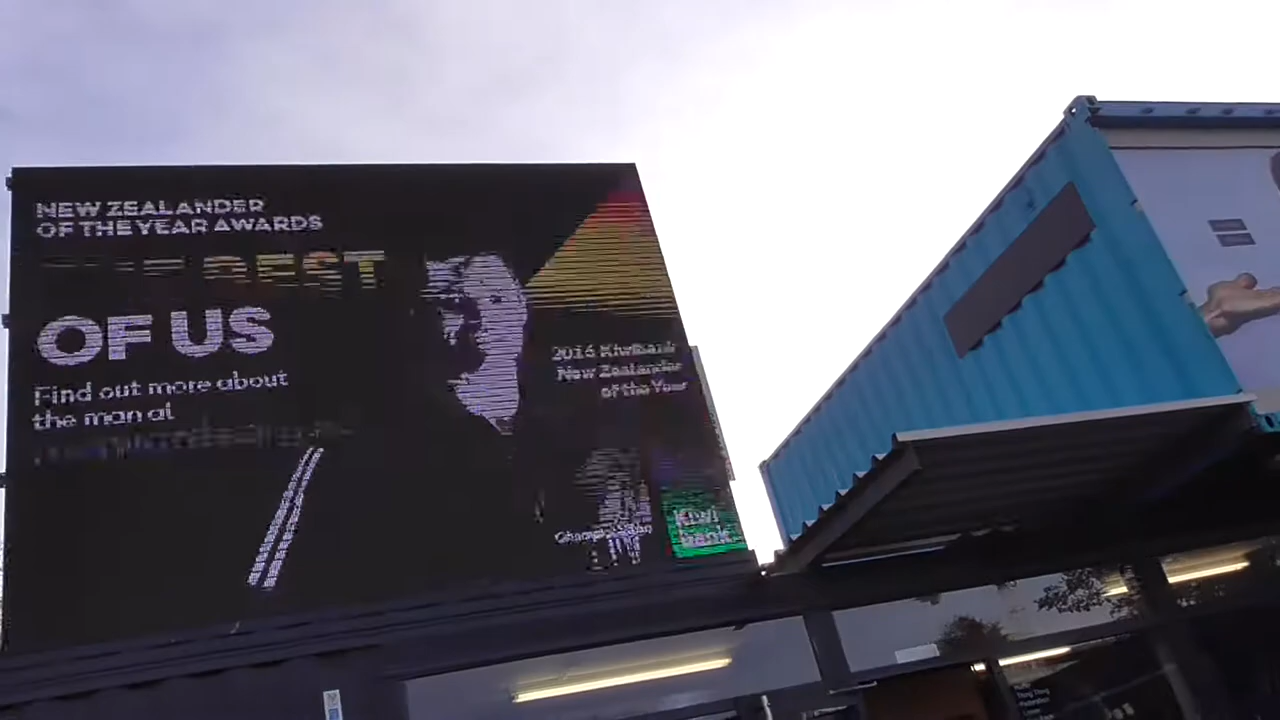 NEW ZEALANDER
OF THE YEAR AWARDS
BEST
OF US
Find out more about
the man at
2016 Kiwibank
New Zealander
of the Year
Kiwi
bank